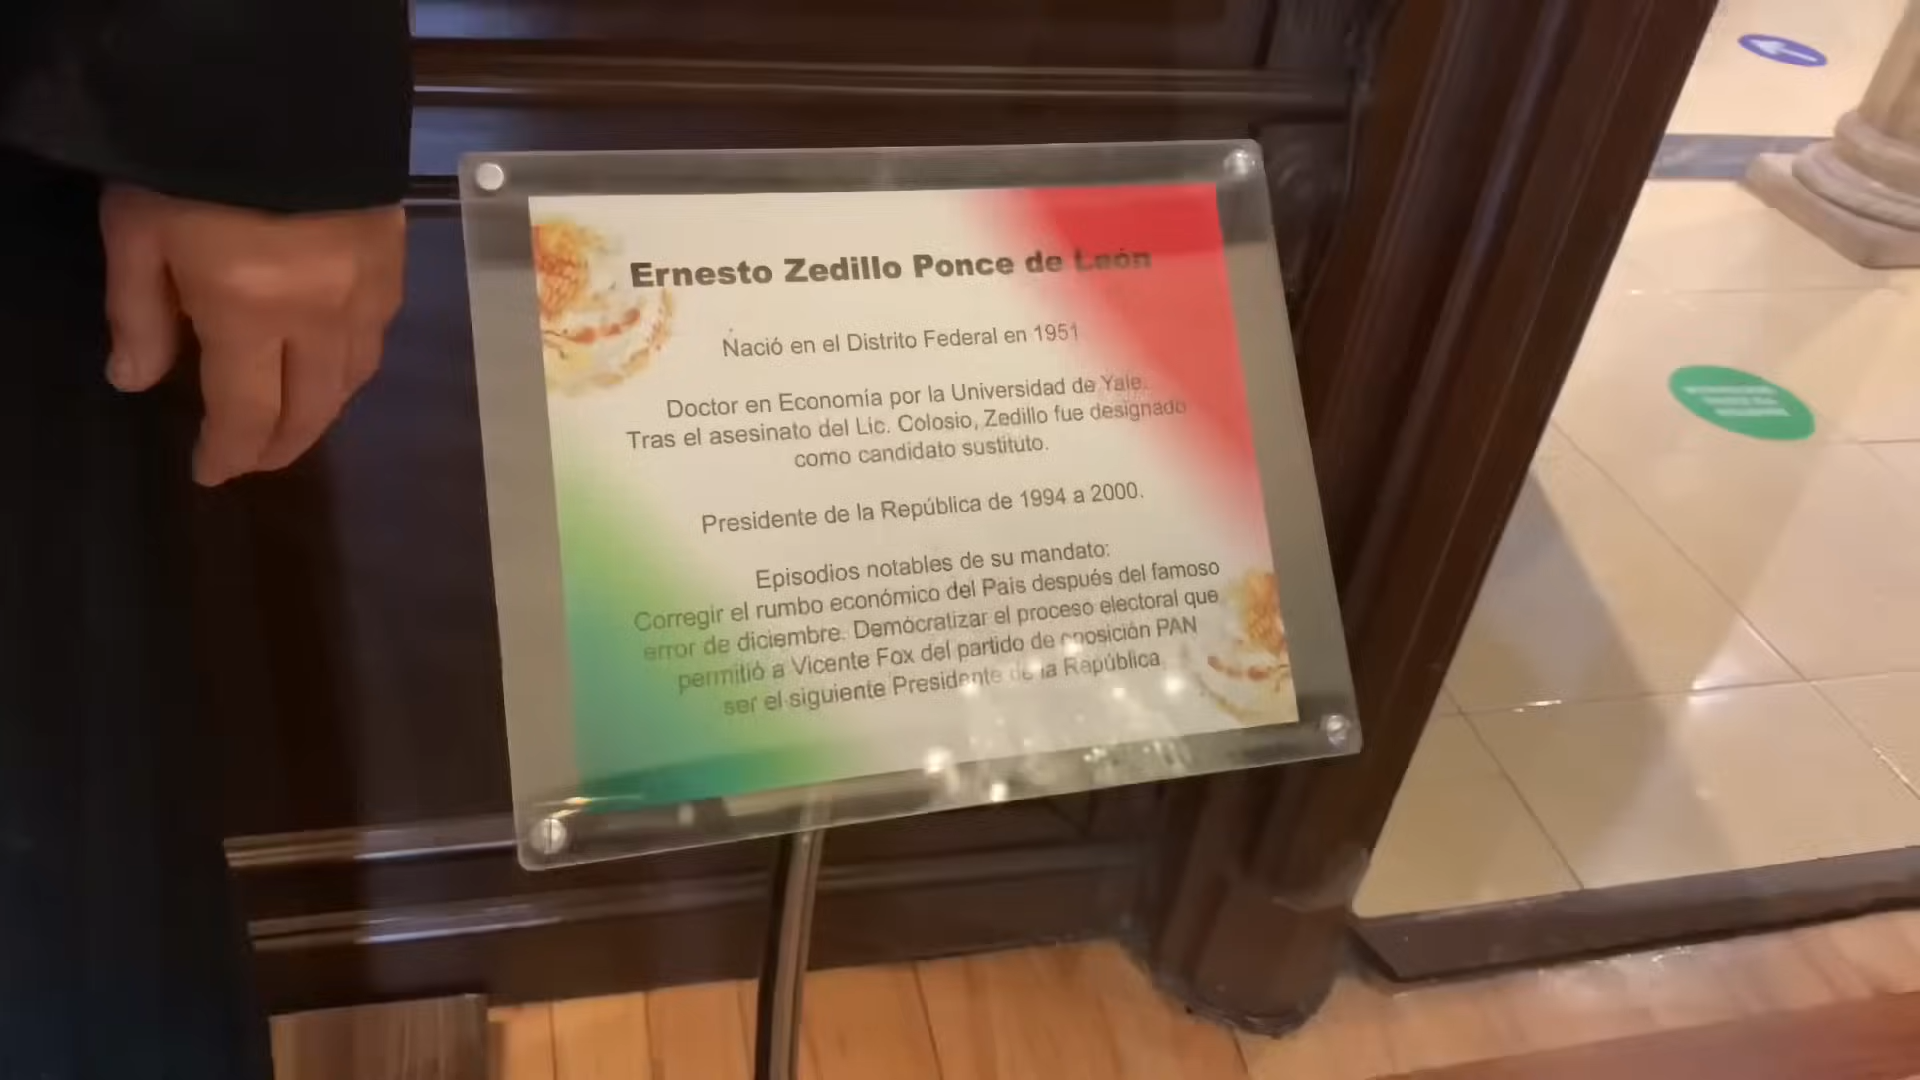 Ernesto Zedillo Ponce de León
Nació en el Distrito Federal en 1951
Doctor en Economía por la Universidad de Yale.
Tras el asesinato del Lic. Colosio, Zedillo fue designado
como candidato sustituto.
Presidente de la República de 1994 a 2000.
Episodios notables de su mandato:
Corregir el rumbo económico del País después del famoso
error de diciembre. Democratizar el proceso electoral que
permitió a Vicente Fox del partido de oposición PAN
ser el siguiente Presidente de la República